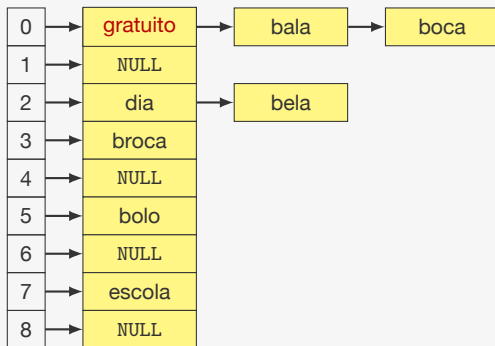 0 gratuito bala boca
1 NULL
2 dia bela
3 broca
4 NULL
5 bolo
6 NULL
7 escola
8 NULL